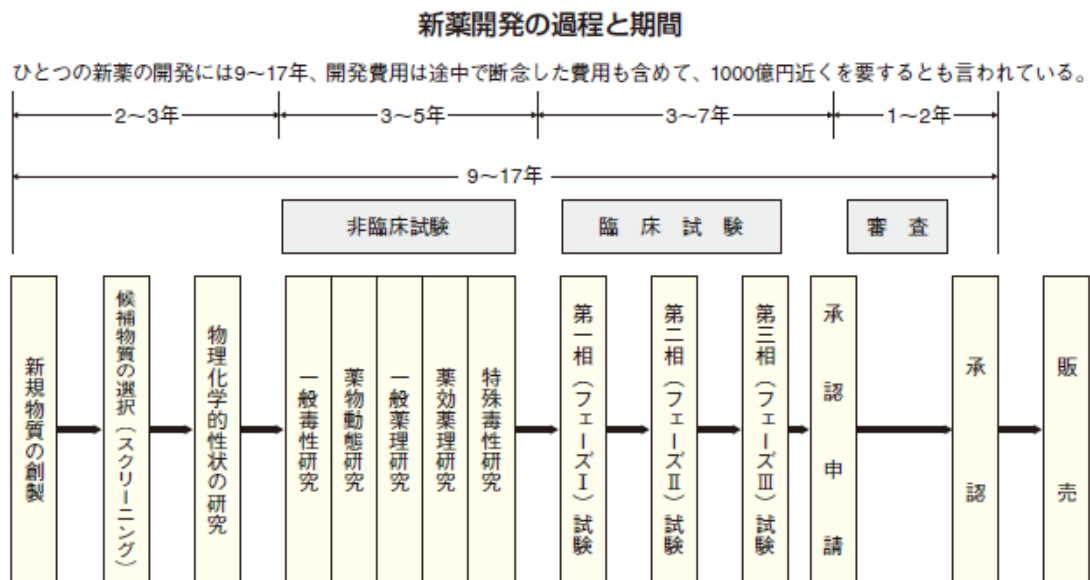 新薬開発の過程と期間
ひとつの新薬の開発には9～17年、開発費用は途中で断念した費用も含めて、1000億円近くを要するとも言われている。
2～3年
3～5年
3～7年
1～2年
9～17年
非臨床試験
臨床試験
審査
新規物質の創製
候補物質の選択（スクリーニング）
物理化学的性状の研究
一般毒性研究
薬物動態研究
一般薬理研究
薬効薬理研究
特殊毒性研究
第一相（フェーズⅠ）試験
第二相（フェーズⅡ）試験
第三相（フェーズⅢ）試験
承認申請
承認
販売